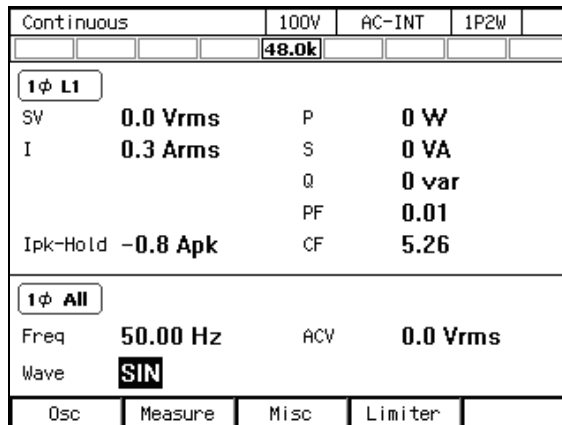 Continuous 100V AC-INT 1P2W
48.0k
1ϕ L1
SV 0.0 Vrms P 0 W
I 0.3 Arms S 0 VA
Q 0 var
PF 0.01
Ipk-Hold -0.8 Apk CF 5.26
1ϕ All
Freq 50.00 Hz ACV 0.0 Vrms
Wave SIN
Osc Measure Misc Limiter